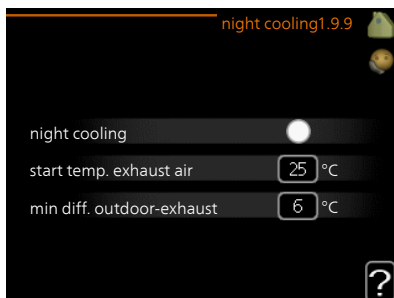 night cooling1.9.9
night cooling
start temp. exhaust air 25 °C
min diff. outdoor-exhaust 6 °C
?